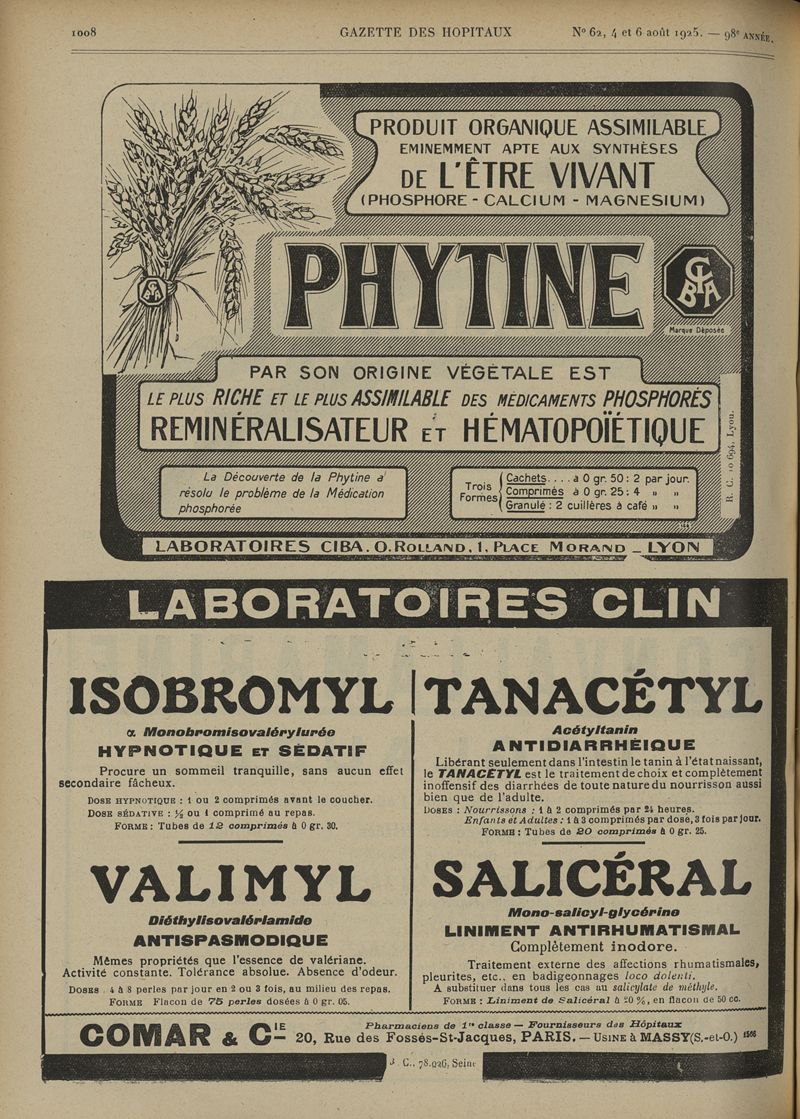 1008
GAZETTE DES HOPITAUX
N° 62, 4 et 6 août 1925. — 98e ANNÉE.
PRODUIT ORGANIQUE ASSIMILABLE
EMINEMMENT APTE AUX SYNTHÈSES
DE L'ÊTRE VIVANT
(PHOSPHORE - CALCIUM - MAGNESIUM)
PHYTINE
CIBA
CIBA
Marque Déposée
PAR SON ORIGINE VÉGÉTALE EST
LE PLUS RICHE ET LE PLUS ASSIMILABLE DES MÉDICAMENTS PHOSPHORÉS
REMINÉRALISATEUR ET HÉMATOPOÏÉTIQUE
La Découverte de la Phytine a
résolu le problème de la Médication
phosphorée
Trois Formes
Cachets.... à 0 gr. 50 : 2 par jour.
Comprimés à 0 gr. 25 : 4 " "
Granulé : 2 cuillères à café " "
R. C. 10 694. Lyon.
LABORATOIRES CIBA. O. ROLLAND, 1, PLACE MORAND _ LYON
LABORATOIRES CLIN
ISOBROMYL
α Monobromisovalérylurée
HYPNOTIQUE ET SÉDATIF
Procure un sommeil tranquille, sans aucun effet
secondaire fâcheux.
DOSE HYPNOTIQUE : 1 ou 2 comprimés avant le coucher.
DOSE SÉDATIVE : ½ ou 1 comprimé au repas.
FORME : Tubes de 12 comprimés à 0 gr. 30.
VALIMYL
Diéthylisovalériamide
ANTISPASMODIQUE
Mêmes propriétés que l'essence de valériane.
Activité constante. Tolérance absolue. Absence d'odeur.
DOSES : 4 à 8 perles par jour en 2 ou 3 fois, au milieu des repas.
FORME Flacon de 75 perles dosées à 0 gr. 05.
TANACÉTYL
Acétyltanin
ANTIDIARRHÉIQUE
Libérant seulement dans l'intestin le tanin à l'état naissant,
le TANACÉTYL est le traitement de choix et complètement
inoffensif des diarrhées de toute nature du nourrisson aussi
bien que de l'adulte.
DOSES : Nourrissons : 1 à 2 comprimés par 24 heures.
Enfants et Adultes : 1 à 3 comprimés par dose, 3 fois par jour.
FORME : Tubes de 20 comprimés à 0 gr. 25.
SALICÉRAL
Mono-salicyl-glycérine
LINIMENT ANTIRHUMATISMAL
Complètement inodore.
Traitement externe des affections rhumatismales,
pleurites, etc., en badigeonnages loco dolenti.
A substituer dans tous les cas au salicylate de méthyle.
FORME : Liniment de Salicéral à 20 %, en flacon de 50 cc.
COMAR & CIE
Pharmaciens de 1re classe — Fournisseurs des Hôpitaux
20, Rue des Fossés-St-Jacques, PARIS. — USINE à MASSY (S.-et-O.)
C., 78.026, Seine